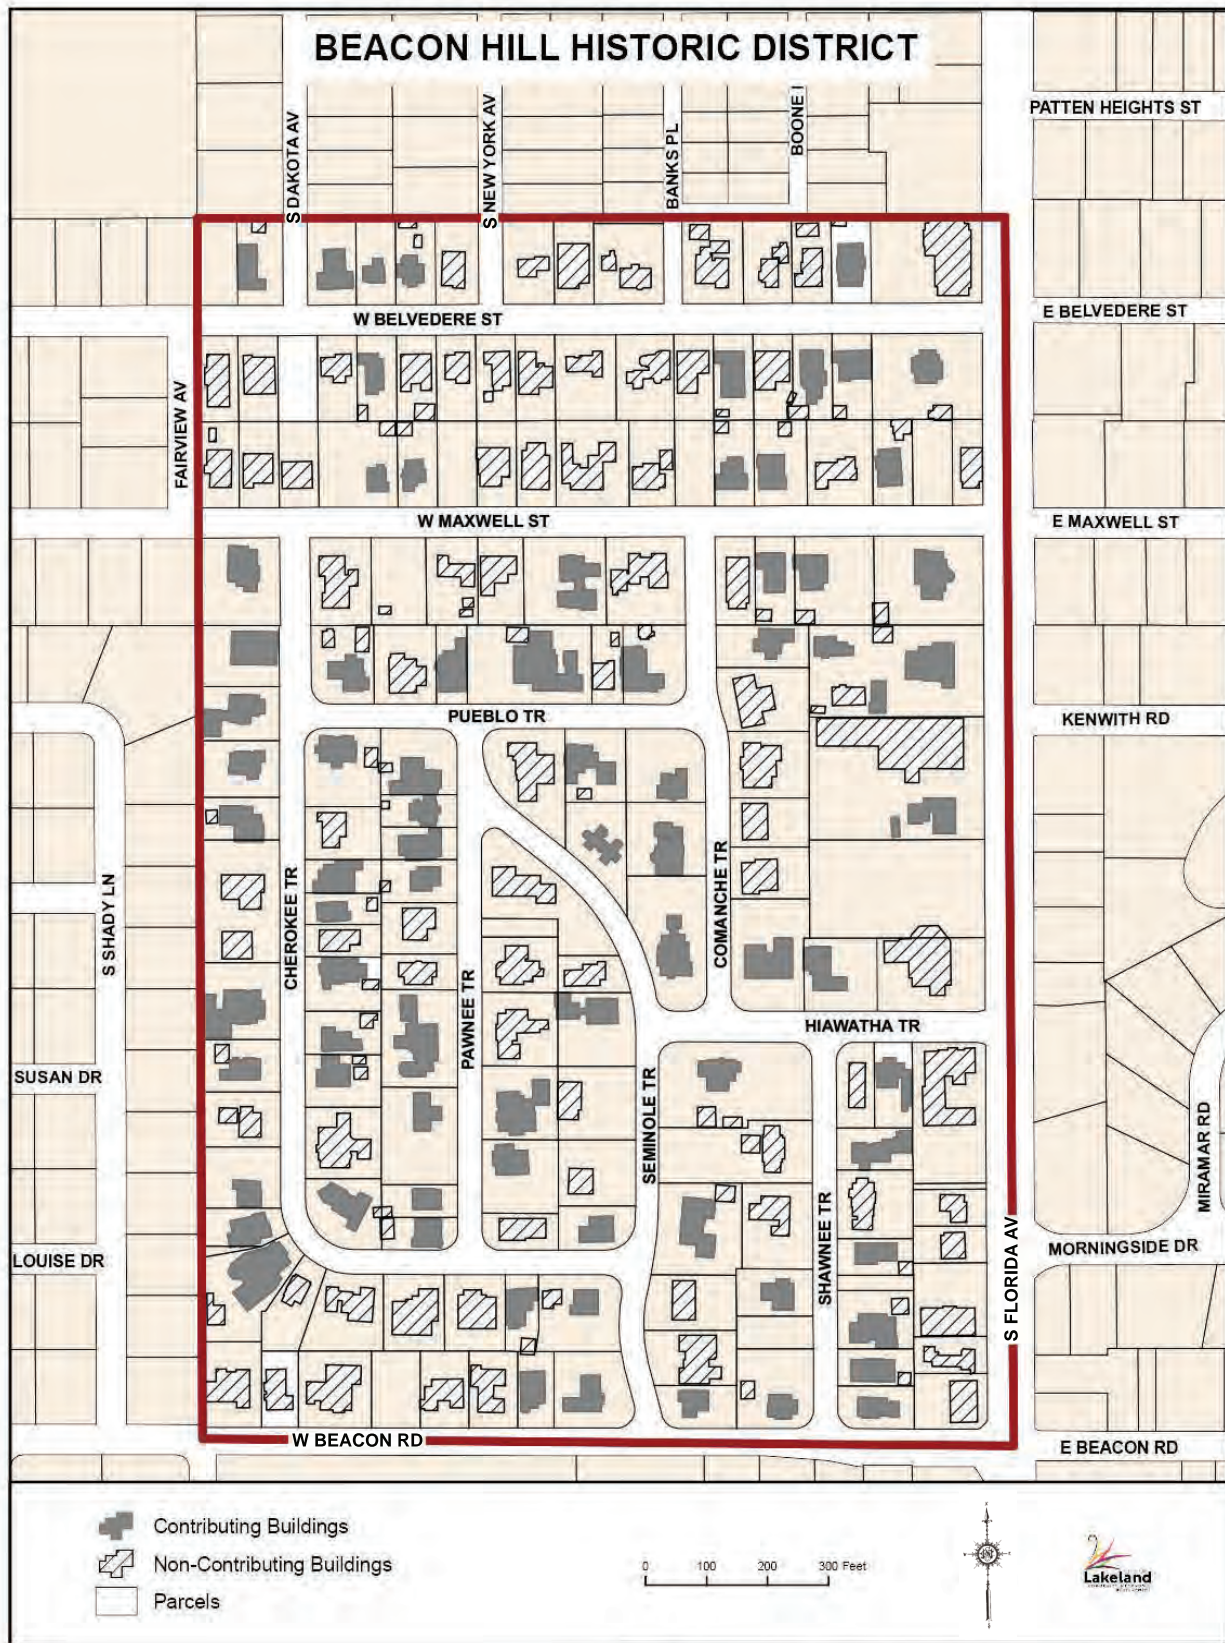 BEACON HILL HISTORIC DISTRICT
PATTEN HEIGHTS ST
S DAKOTA AV
S NEW YORK AV
BANKS PL
BOONE
W BELVEDERE ST
E BELVEDERE ST
FAIRVIEW AV
W MAXWELL ST
E MAXWELL ST
PUEBLO TR
KENWITH RD
S SHADY LN
CHEROKEE TR
PAWNEE TR
COMANCHE TR
HIAWATHA TR
SUSAN DR
SEMINOLE TR
SHAWNEE TR
MIRAMAR RD
LOUISE DR
S FLORIDA AV
MORNINGSIDE DR
W BEACON RD
E BEACON RD
Contributing Buildings
Non-Contributing Buildings
Parcels
0 100 200 300 Feet
Lakeland